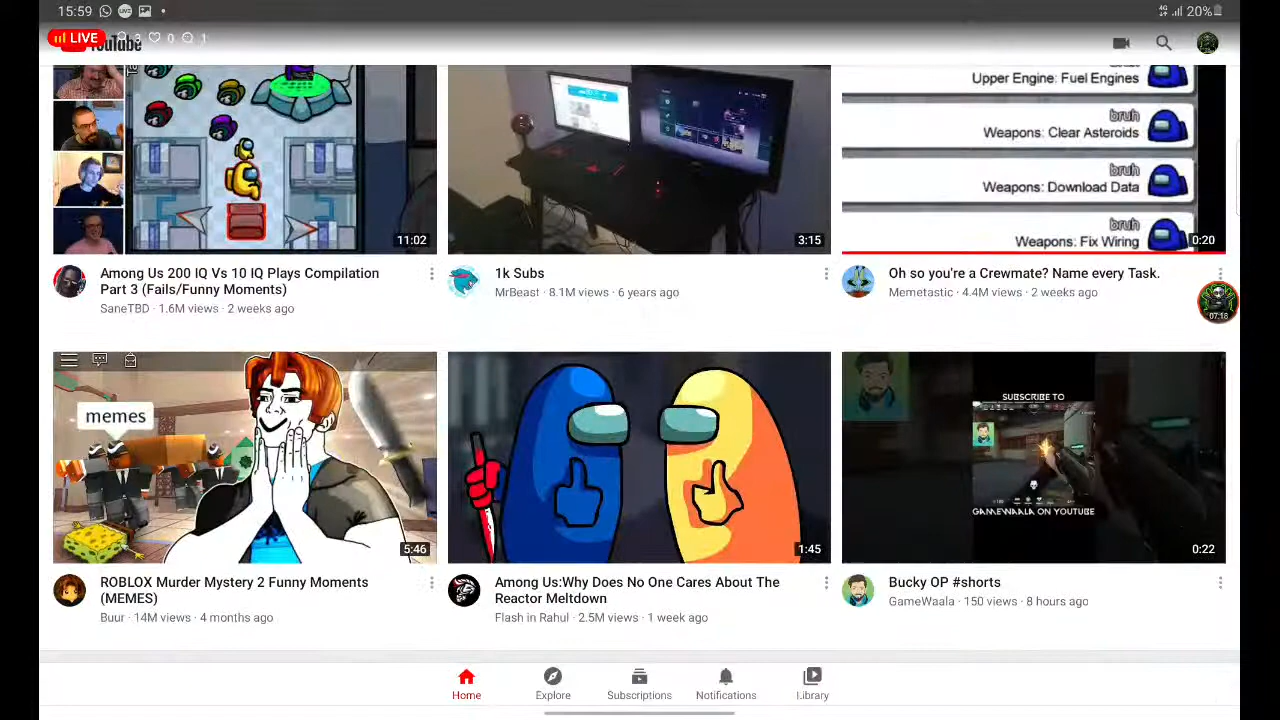 15:59
4G
20%
LIVE
3
0
1
YouTube
Upper Engine: Fuel Engines
bruh
Weapons: Clear Asteroids
bruh
Weapons: Download Data
bruh
Weapons: Fix Wiring
11:02
3:15
0:20
Among Us 200 IQ Vs 10 IQ Plays Compilation
Part 3 (Fails/Funny Moments)
SaneTBD · 1.6M views · 2 weeks ago
1k Subs
MrBeast · 8.1M views · 6 years ago
Oh so you're a Crewmate? Name every Task.
Memetastic · 4.4M views · 2 weeks ago
07:18
memes
5:46
1:45
SUBSCRIBE TO
GAMEWAALA ON YOUTUBE
0:22
ROBLOX Murder Mystery 2 Funny Moments
(MEMES)
Buur · 14M views · 4 months ago
Among Us:Why Does No One Cares About The
Reactor Meltdown
Flash in Rahul · 2.5M views · 1 week ago
Bucky OP #shorts
GameWaala · 150 views · 8 hours ago
Home
Explore
Subscriptions
Notifications
Library